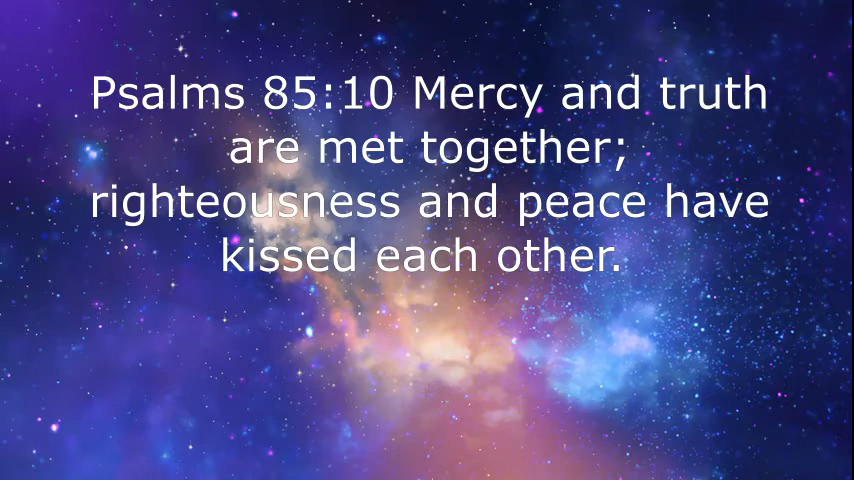 Psalms 85:10 Mercy and truth
are met together;
righteousness and peace have
kissed each other.